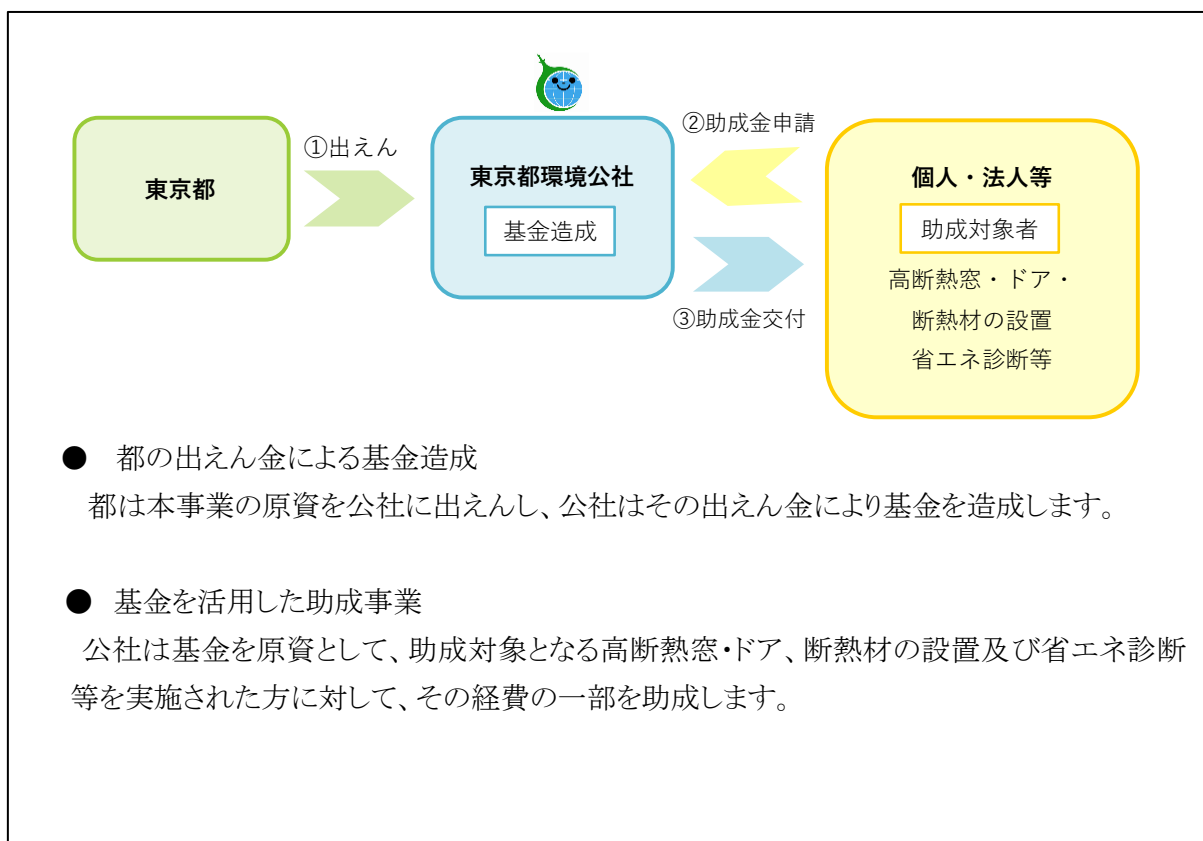 東京都
①出えん
東京都環境公社
基金造成
②助成金申請
③助成金交付
個人・法人等
助成対象者
高断熱窓・ドア・
断熱材の設置
省エネ診断等
● 都の出えん金による基金造成
都は本事業の原資を公社に出えんし、公社はその出えん金により基金を造成します。
● 基金を活用した助成事業
公社は基金を原資として、助成対象となる高断熱窓・ドア、断熱材の設置及び省エネ診断
等を実施された方に対して、その経費の一部を助成します。